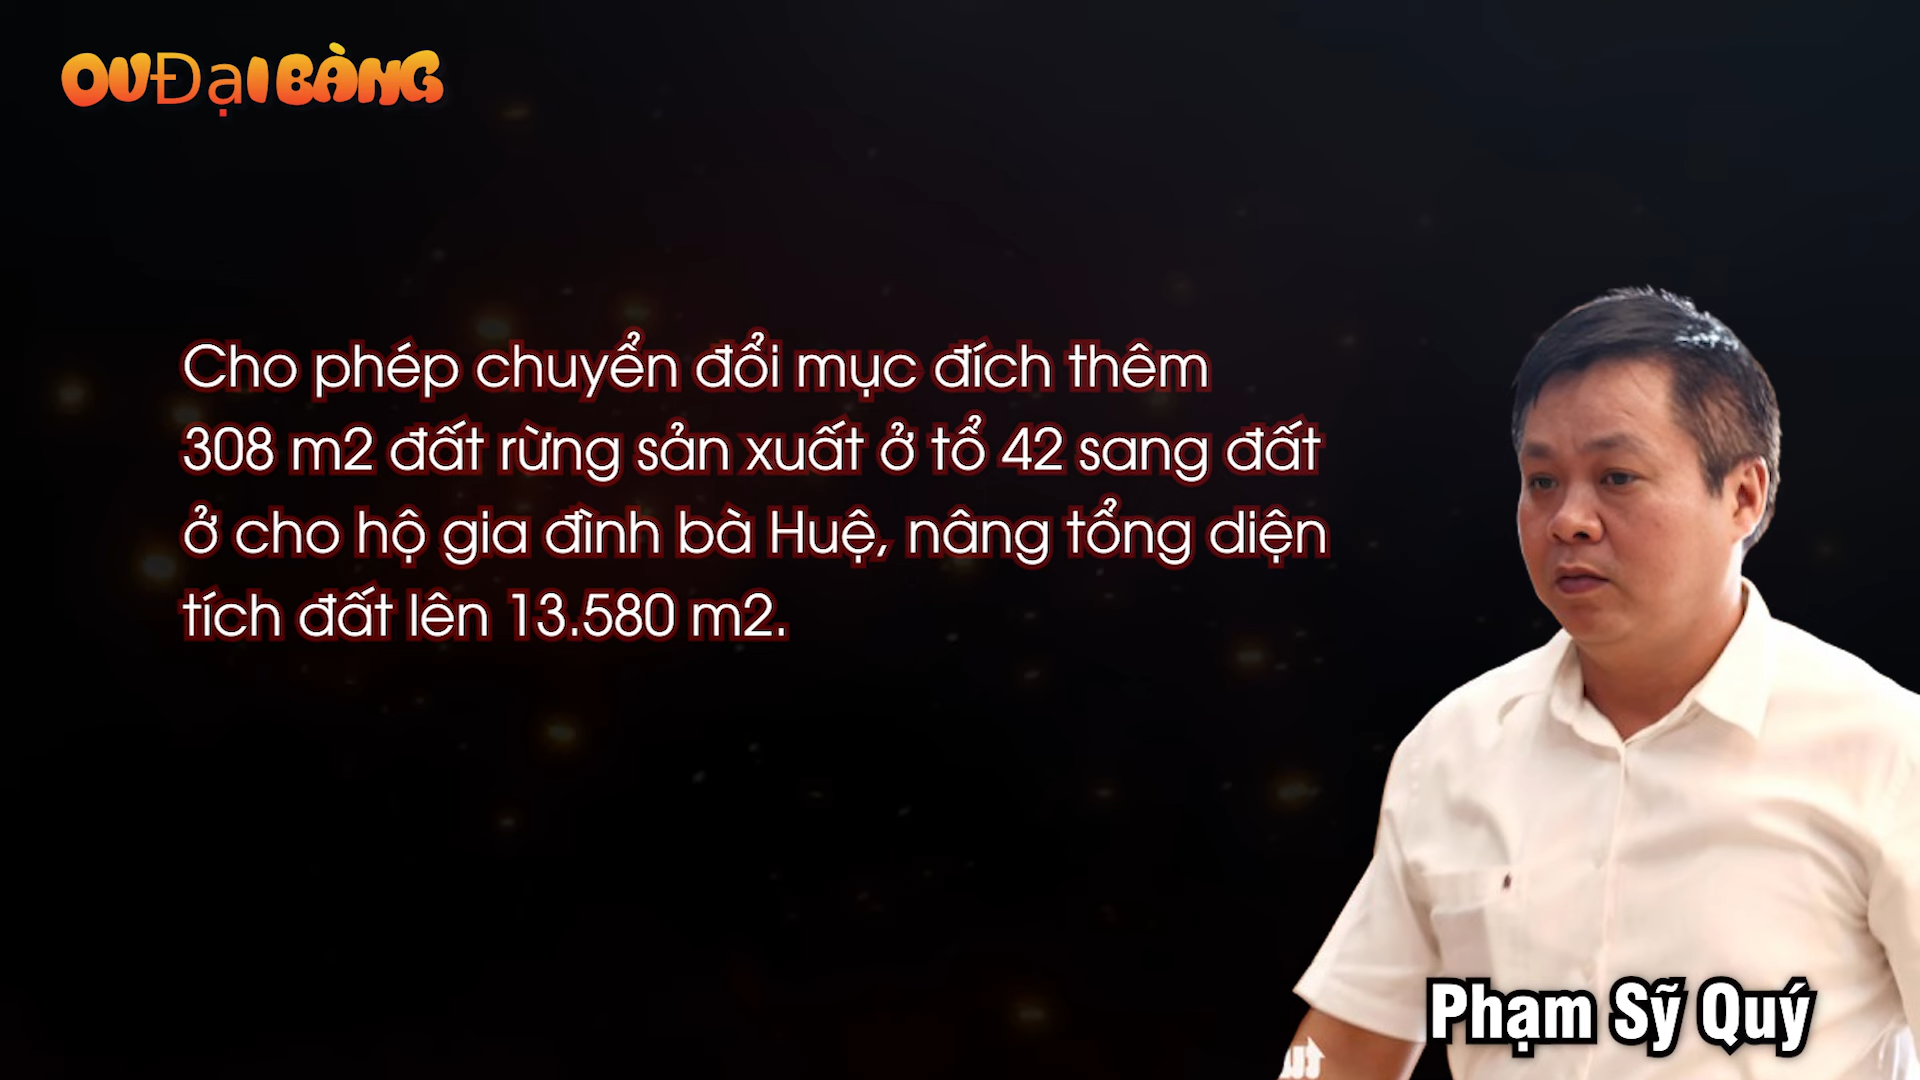 OUĐẠI BÀNG
Cho phép chuyển đổi mục đích thêm
308 m2 đất rừng sản xuất ở tổ 42 sang đất
ở cho hộ gia đình bà Huệ, nâng tổng diện
tích đất lên 13.580 m2.
Phạm Sỹ Quý